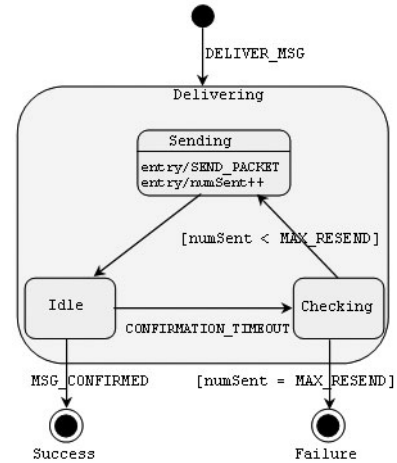 DELIVER_MSG
Delivering
Sending
entry/SEND_PACKET
entry/numSent++
[numSent < MAX_RESEND]
Idle
Checking
CONFIRMATION_TIMEOUT
MSG_CONFIRMED
[numSent = MAX_RESEND]
Success
Failure